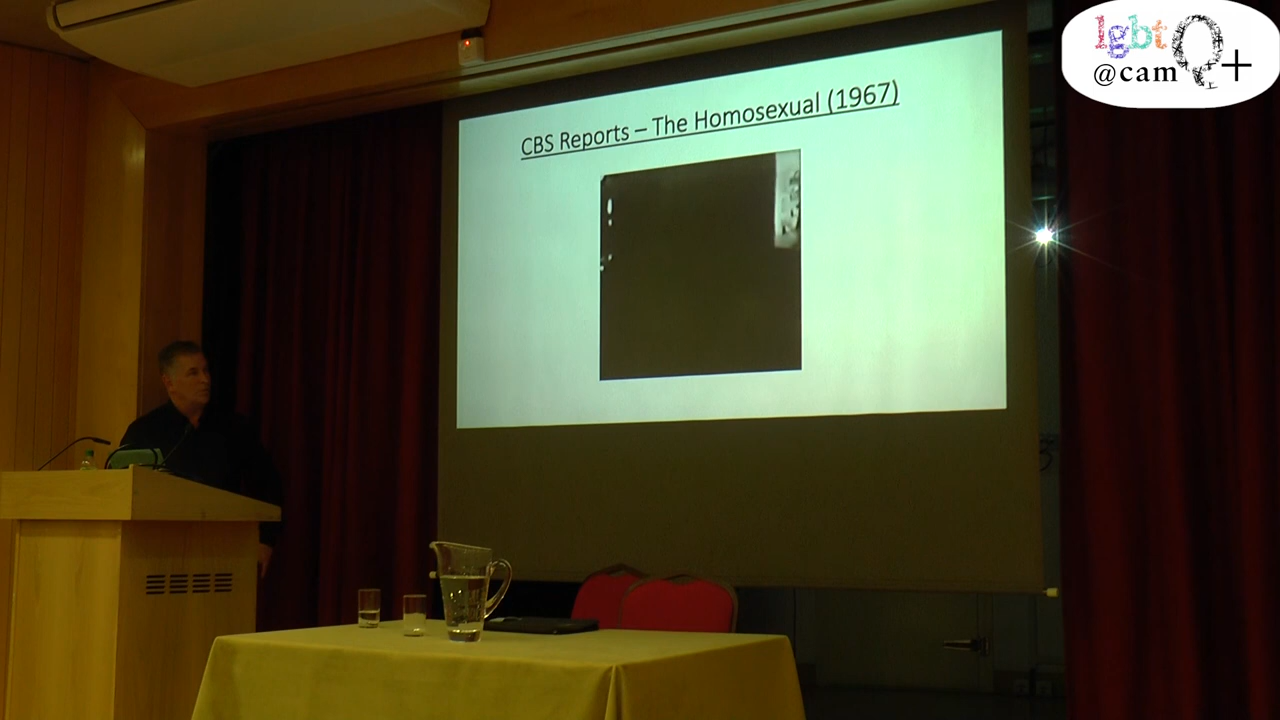 CBS Reports – The Homosexual (1967)
lgbtQ+
@cam